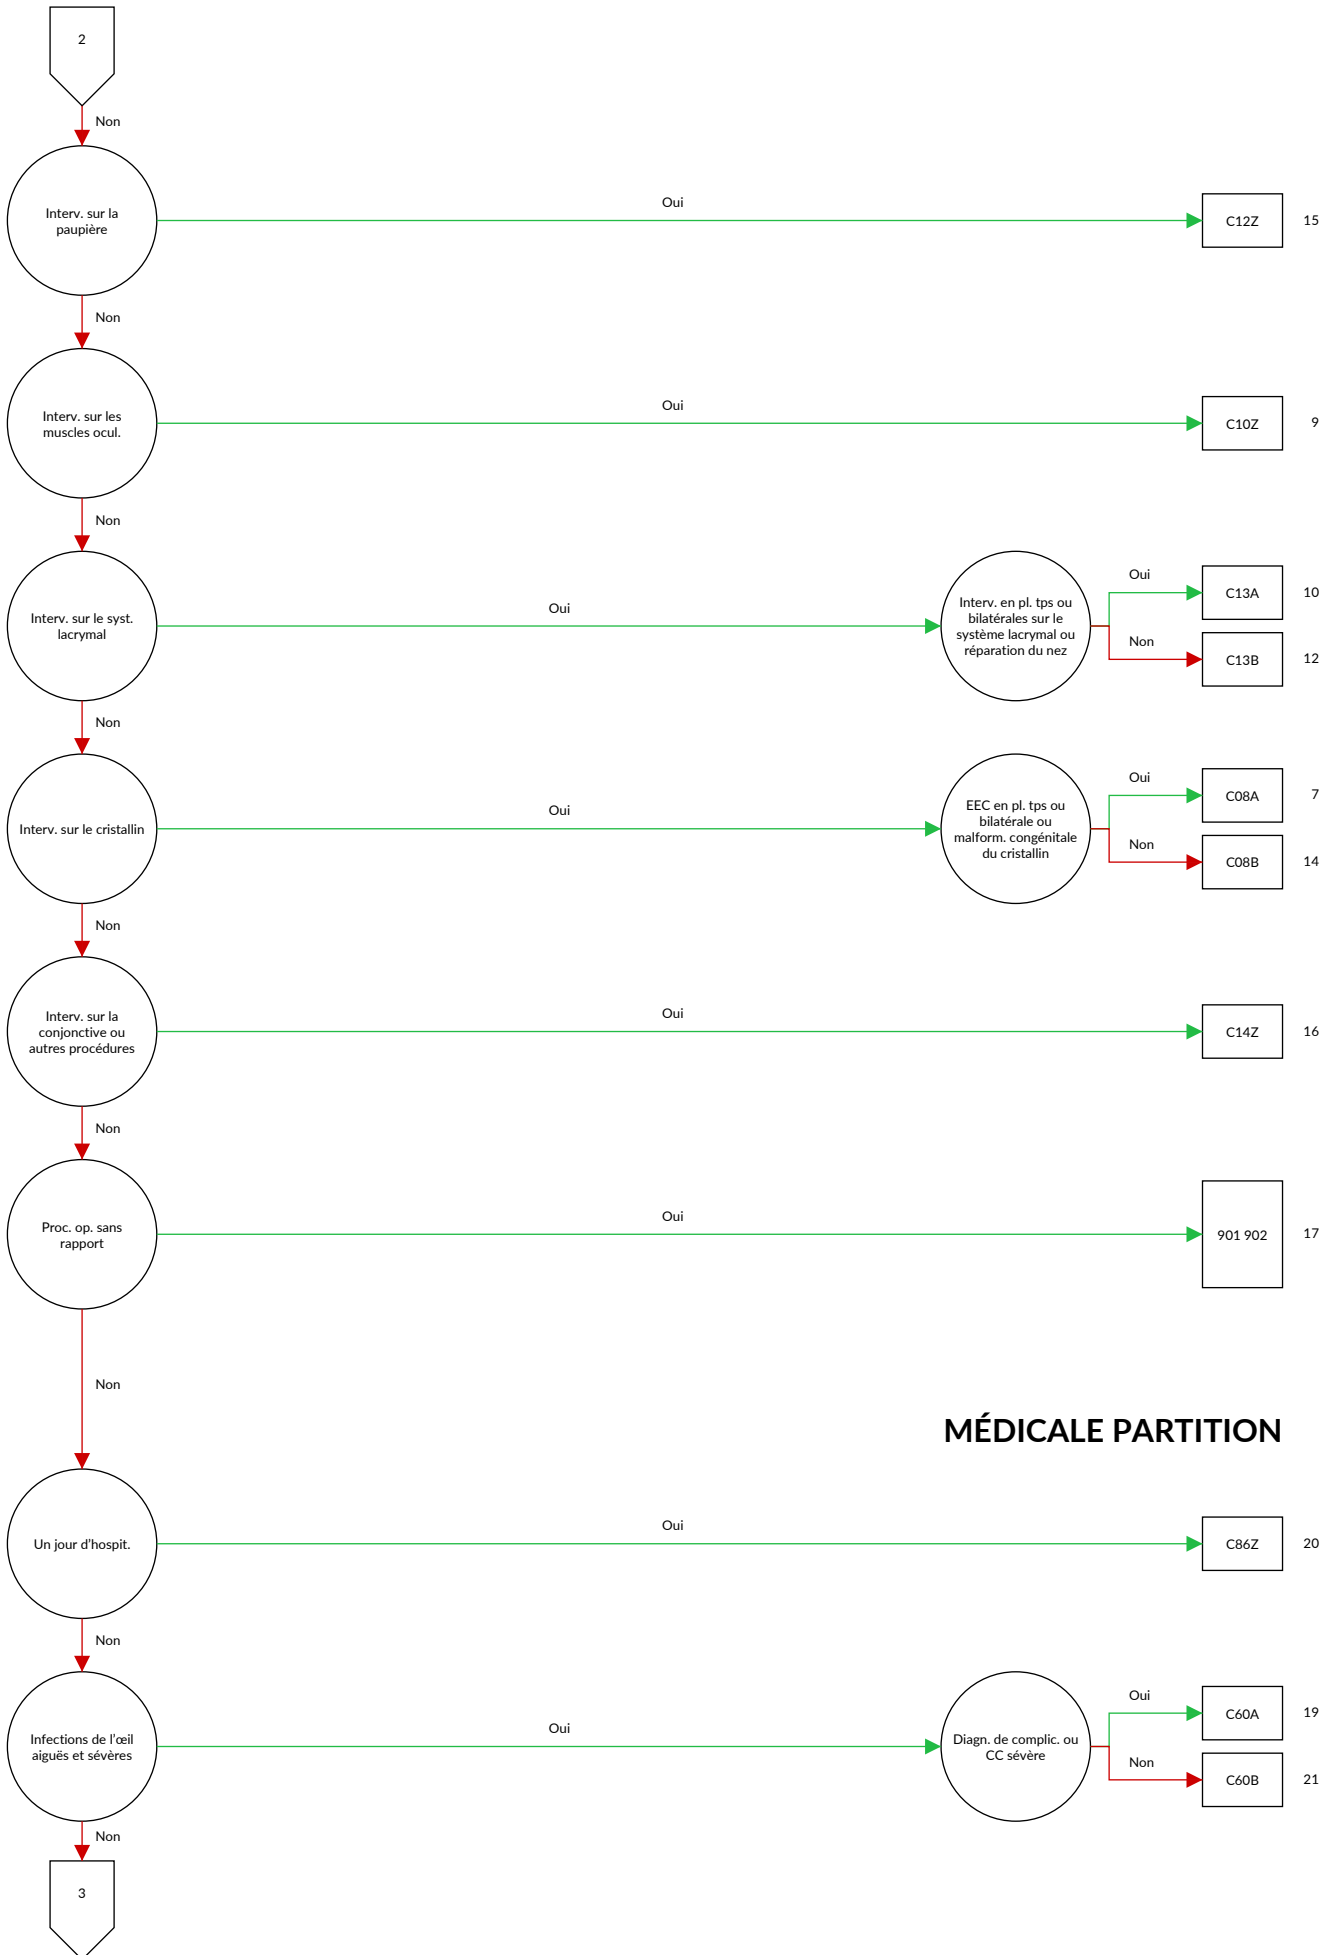 2
Non
Interv. sur la
paupière
Oui
C12Z
15
Non
Interv. sur les
muscles ocul.
Oui
C10Z
9
Non
Interv. sur le syst.
lacrymal
Oui
Interv. en pl. tps ou
bilatérales sur le
système lacrymal ou
réparation du nez
Oui
C13A
10
Non
C13B
12
Non
Interv. sur le cristallin
Oui
EEC en pl. tps ou
bilatérale ou
malform. congénitale
du cristallin
Oui
C08A
7
Non
C08B
14
Non
Interv. sur la
conjonctive ou
autres procédures
Oui
C14Z
16
Non
Proc. op. sans
rapport
Oui
901 902
17
Non
MÉDICALE PARTITION
Un jour d'hospit.
Oui
C86Z
20
Non
Infections de l'œil
aiguës et sévères
Oui
Diagn. de complic. ou
CC sévère
Oui
C60A
19
Non
C60B
21
Non
3